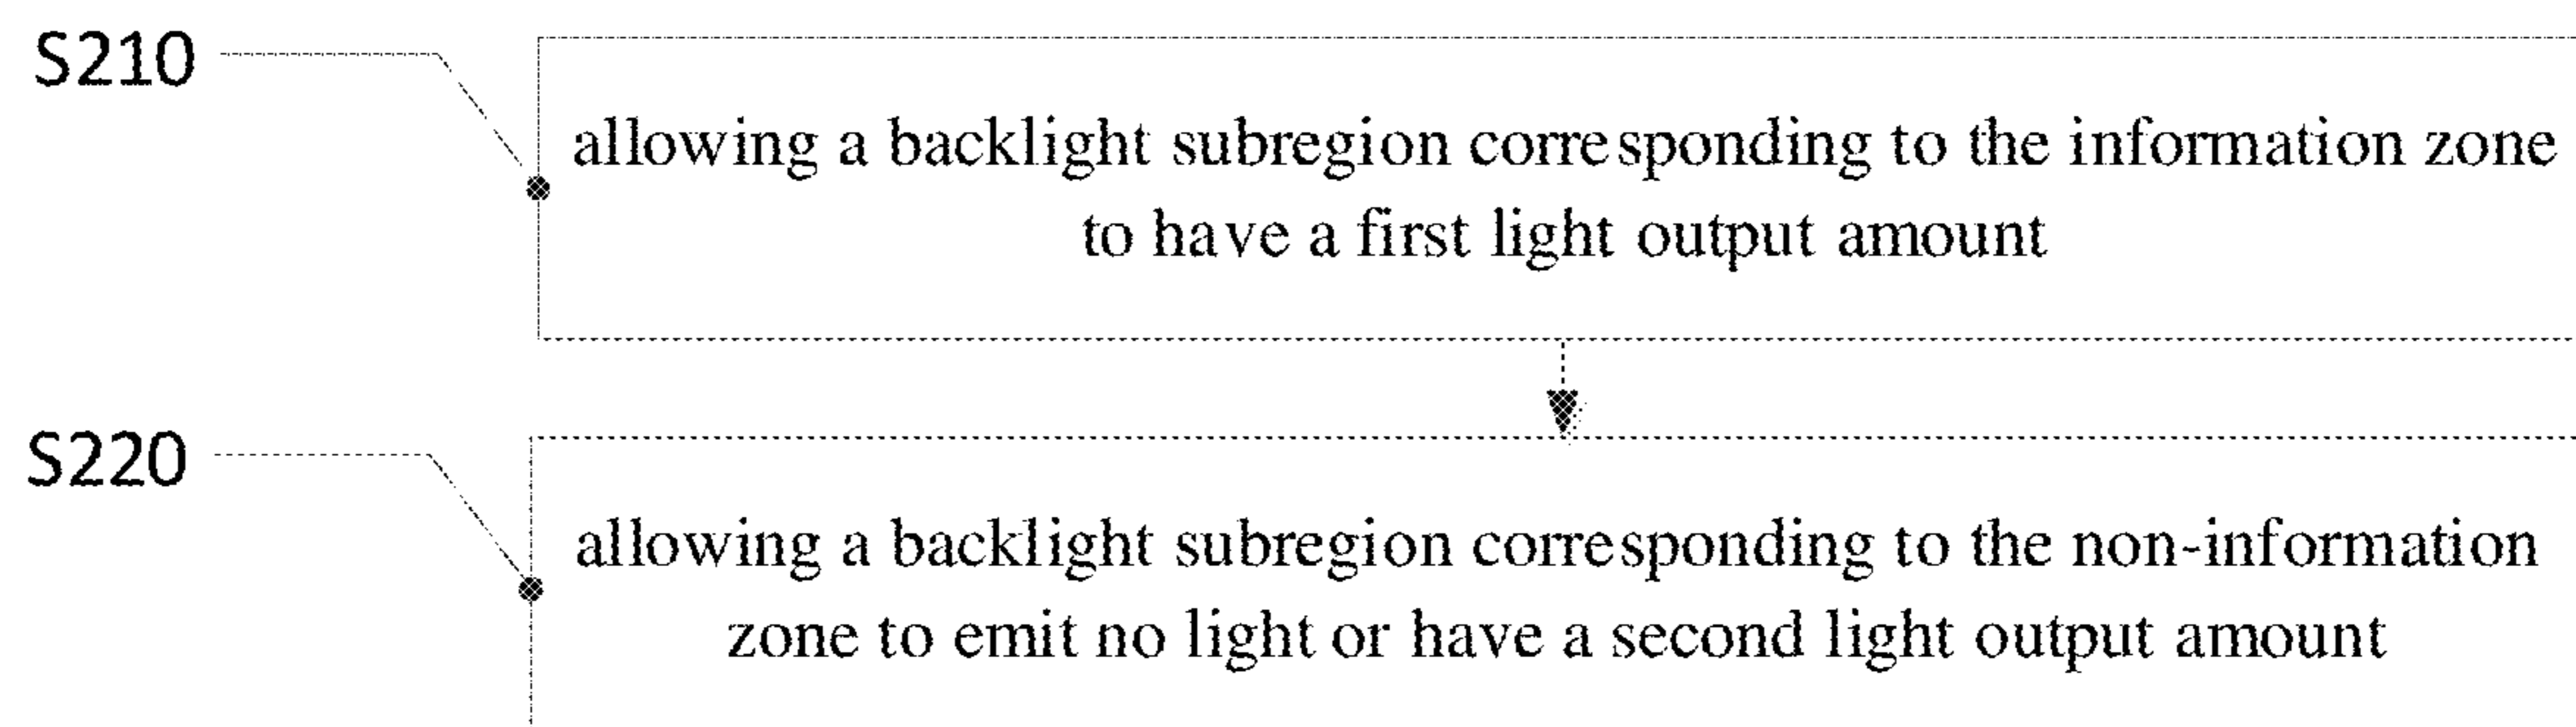 S210
allowing a backlight subregion corresponding to the information zone
to have a first light output amount
S220
allowing a backlight subregion corresponding to the non-information
zone to emit no light or have a second light output amount